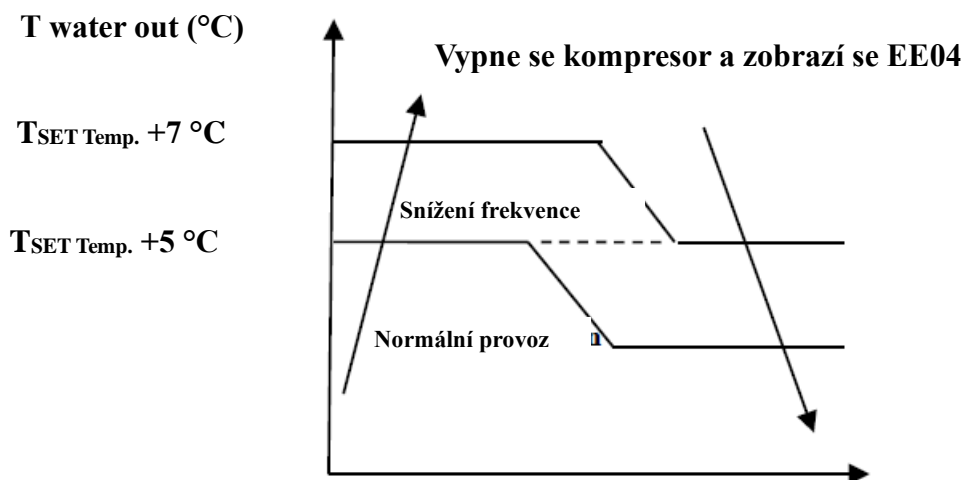 T water out (°C)
Vypne se kompresor a zobrazí se EE04
TSET Temp. +7 °C
Snížení frekvence
TSET Temp. +5 °C
Normální provoz
n